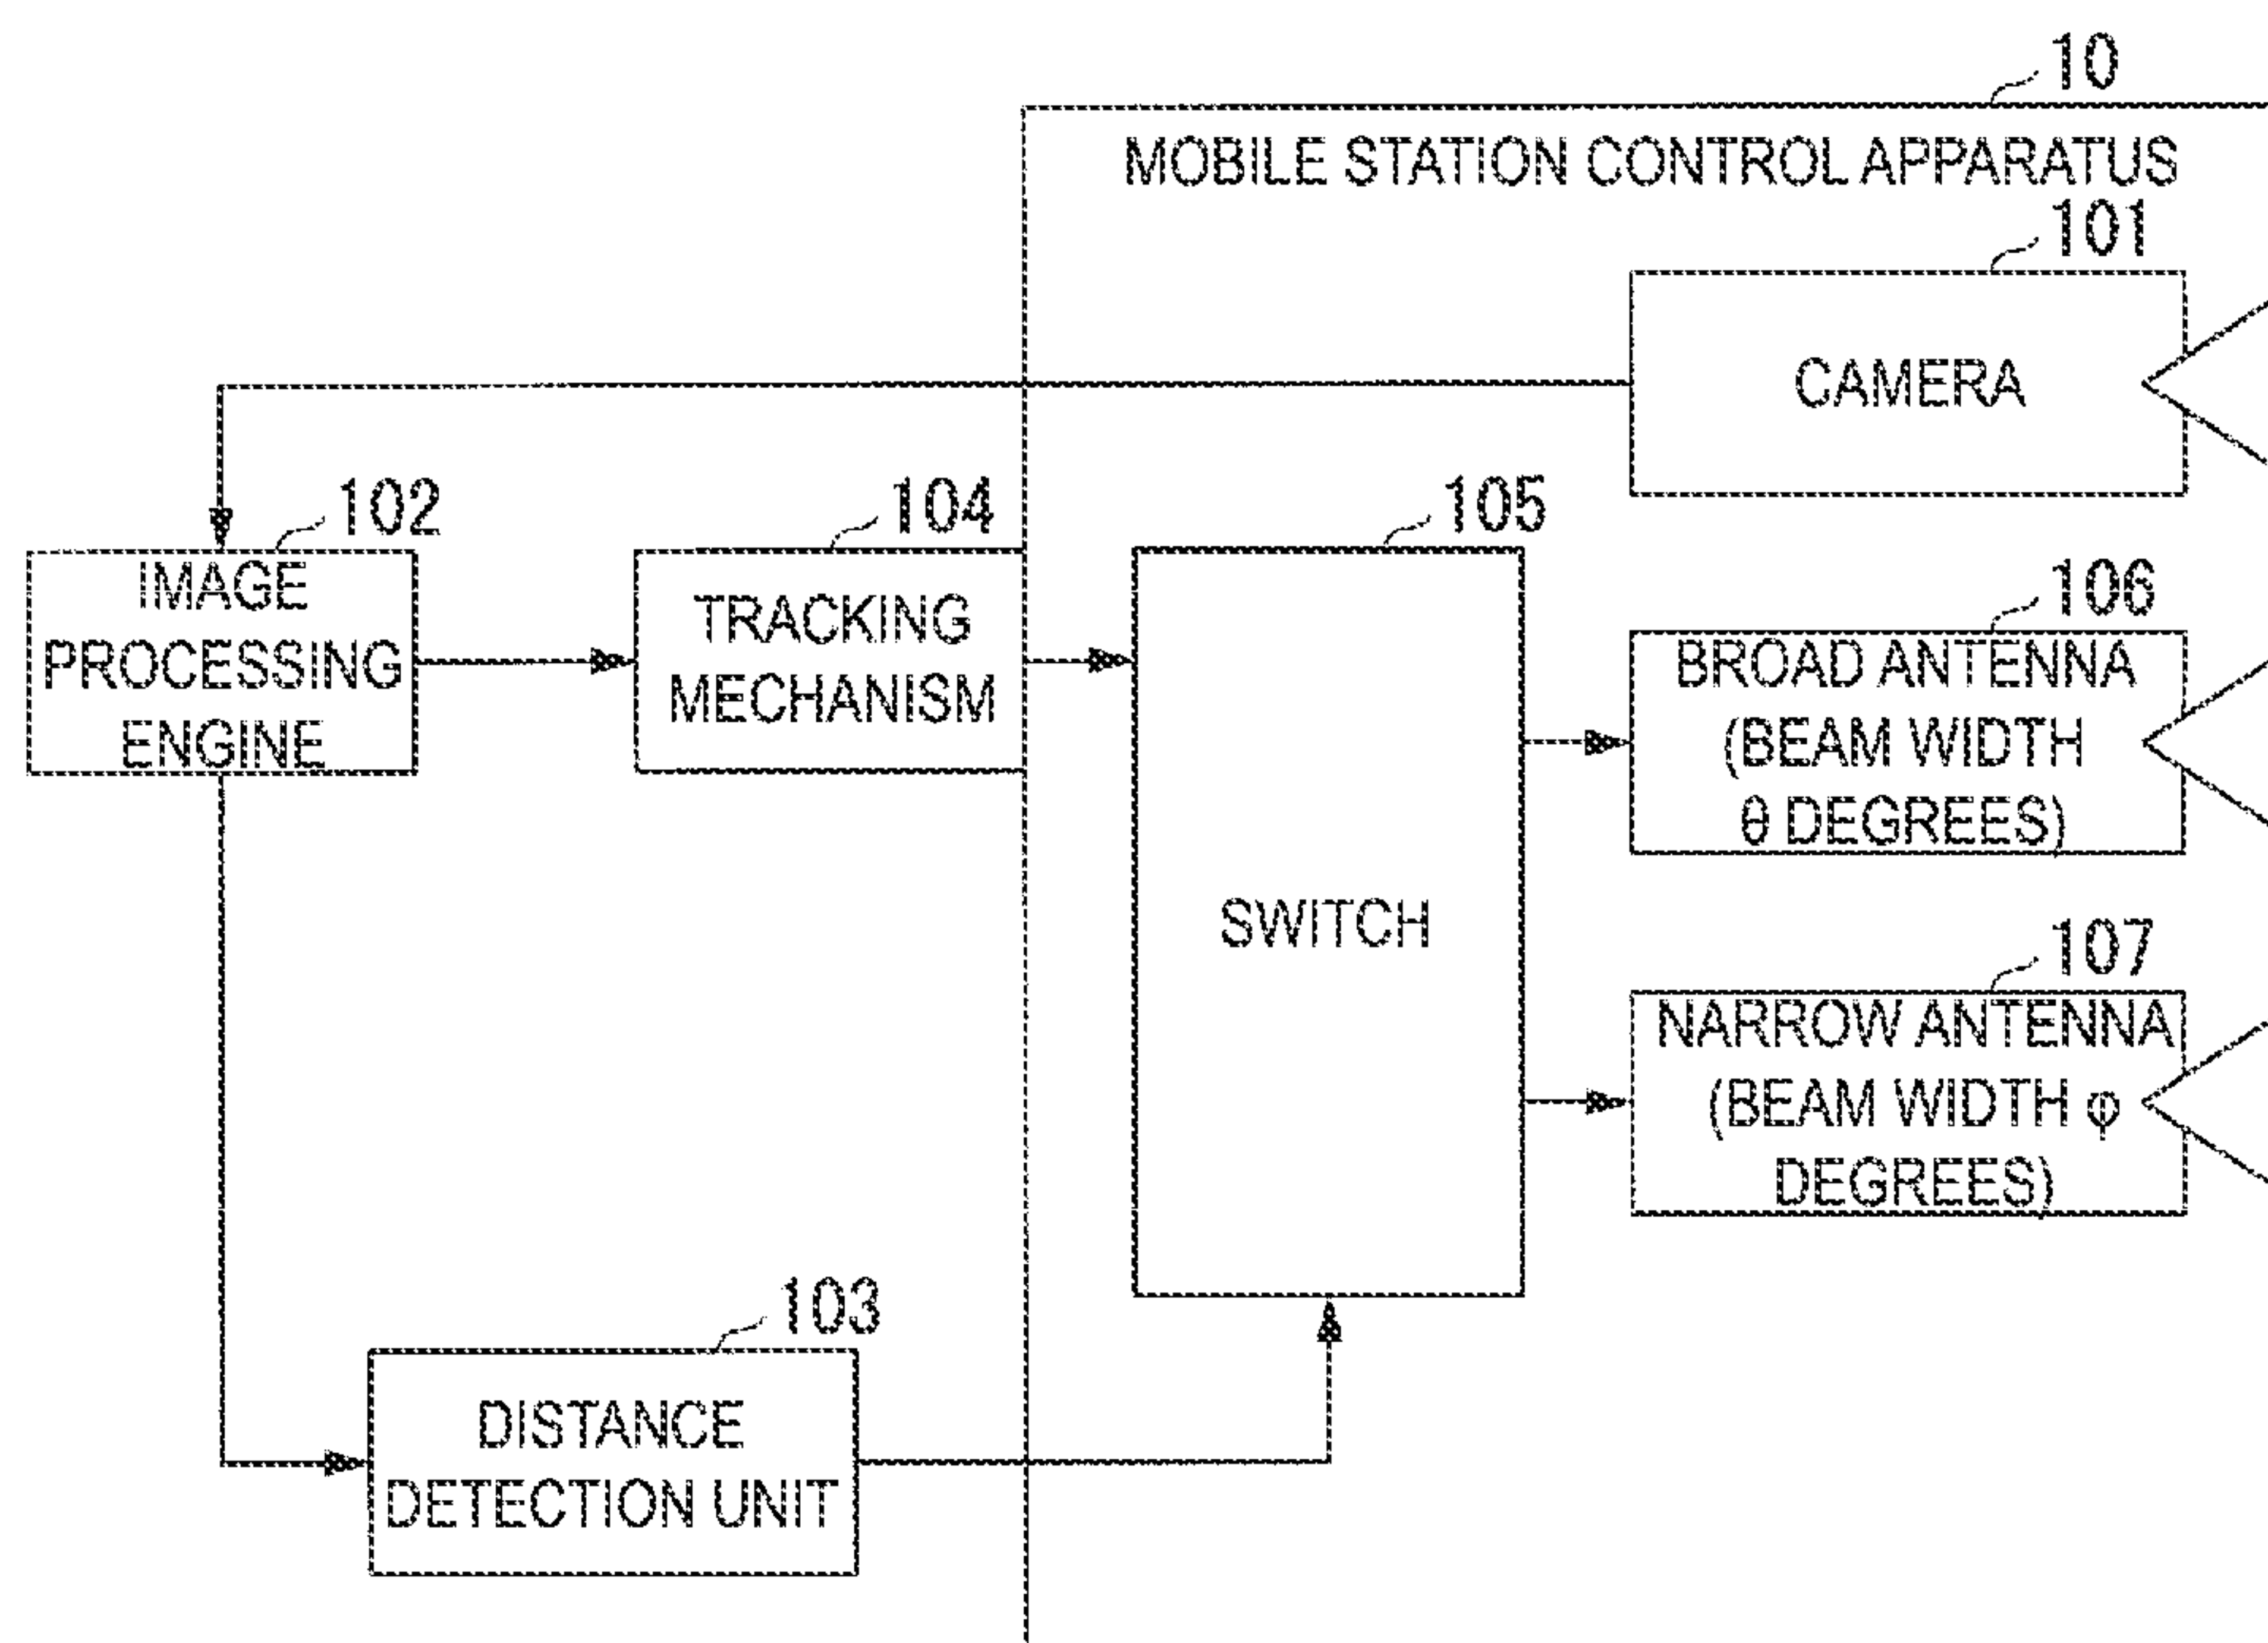 10
MOBILE STATION CONTROL APPARATUS
101
CAMERA
102
IMAGE
PROCESSING
ENGINE
104
TRACKING
MECHANISM
105
SWITCH
106
BROAD ANTENNA
(BEAM WIDTH
θ DEGREES)
107
NARROW ANTENNA
(BEAM WIDTH φ
DEGREES)
103
DISTANCE
DETECTION UNIT